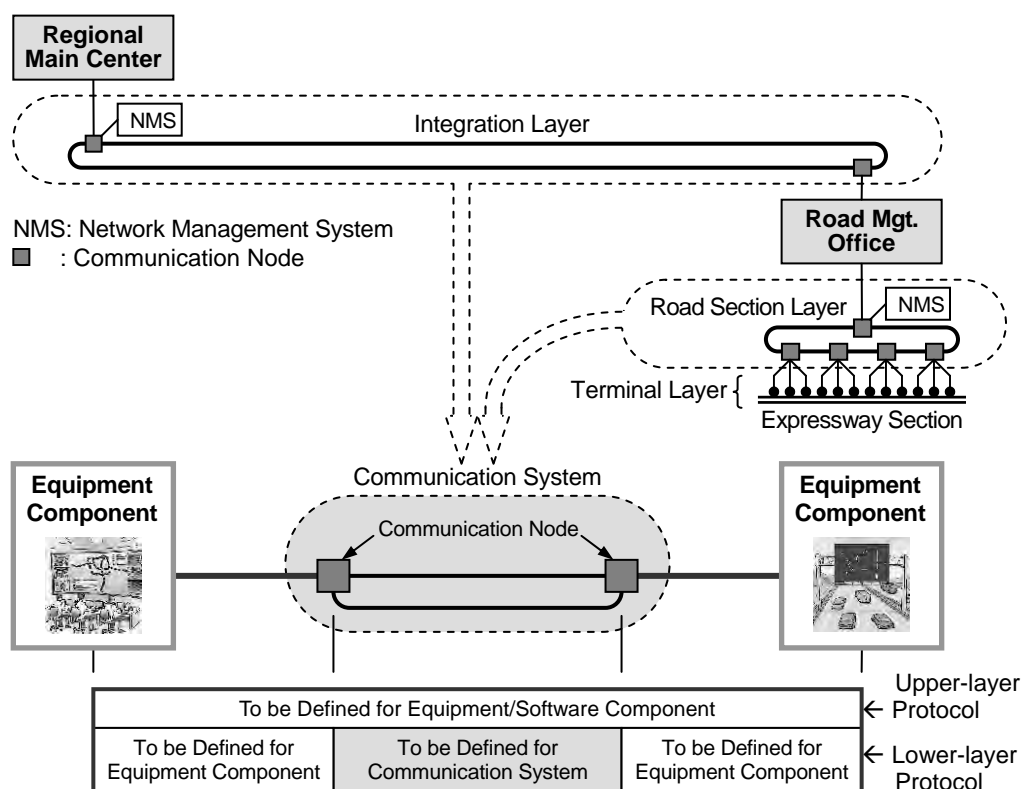 Regional
Main Center
NMS
Integration Layer
NMS: Network Management System
: Communication Node
Road Mgt.
Office
Road Section Layer
NMS
Terminal Layer {
Expressway Section
Communication System
Equipment
Component
Communication Node
Equipment
Component
Upper-layer
Protocol
To be Defined for Equipment/Software Component
To be Defined for
Equipment Component
To be Defined for
Communication System
To be Defined for
Equipment Component
Lower-layer
Protocol